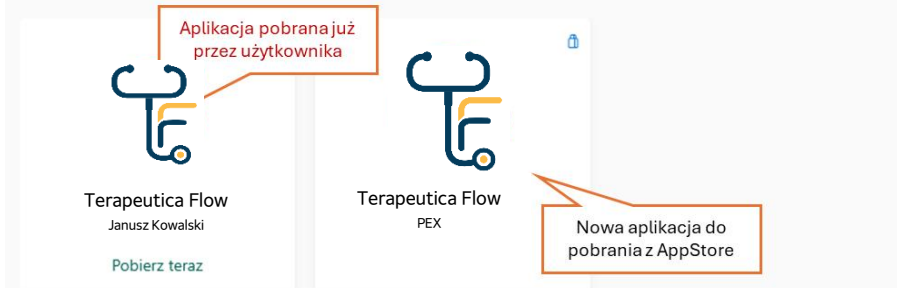 Aplikacja pobrana już
przez użytkownika
Terapeutica Flow
Janusz Kowalski
Pobierz teraz
Terapeutica Flow
PEX
Nowa aplikacja do
pobrania z AppStore